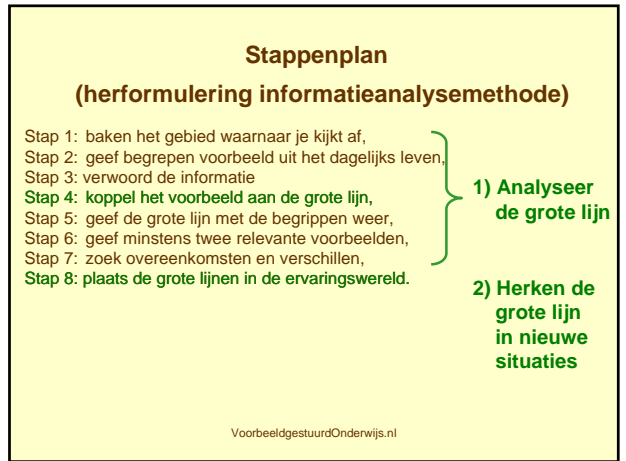 Stappenplan
(herformulering informatieanalysemethode)
Stap 1: baken het gebied waarnaar je kijkt af,
Stap 2: geef begrepen voorbeeld uit het dagelijks leven,
Stap 3: verwoord de informatie
Stap 4: koppel het voorbeeld aan de grote lijn,
Stap 5: geef de grote lijn met de begrippen weer,
Stap 6: geef minstens twee relevante voorbeelden,
Stap 7: zoek overeenkomsten en verschillen,
Stap 8: plaats de grote lijnen in de ervaringswereld.
1) Analyseer
de grote lijn
2) Herken de
grote lijn
in nieuwe
situaties
VoorbeeldgestuurdOnderwijs.nl